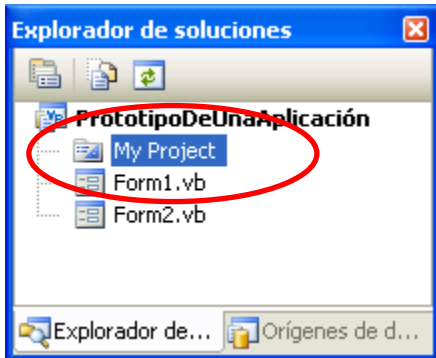 Explorador de soluciones
PrototipoDeUnaAplicación
My Project
Form1.vb
Form2.vb
Explorador de... Orígenes de d...